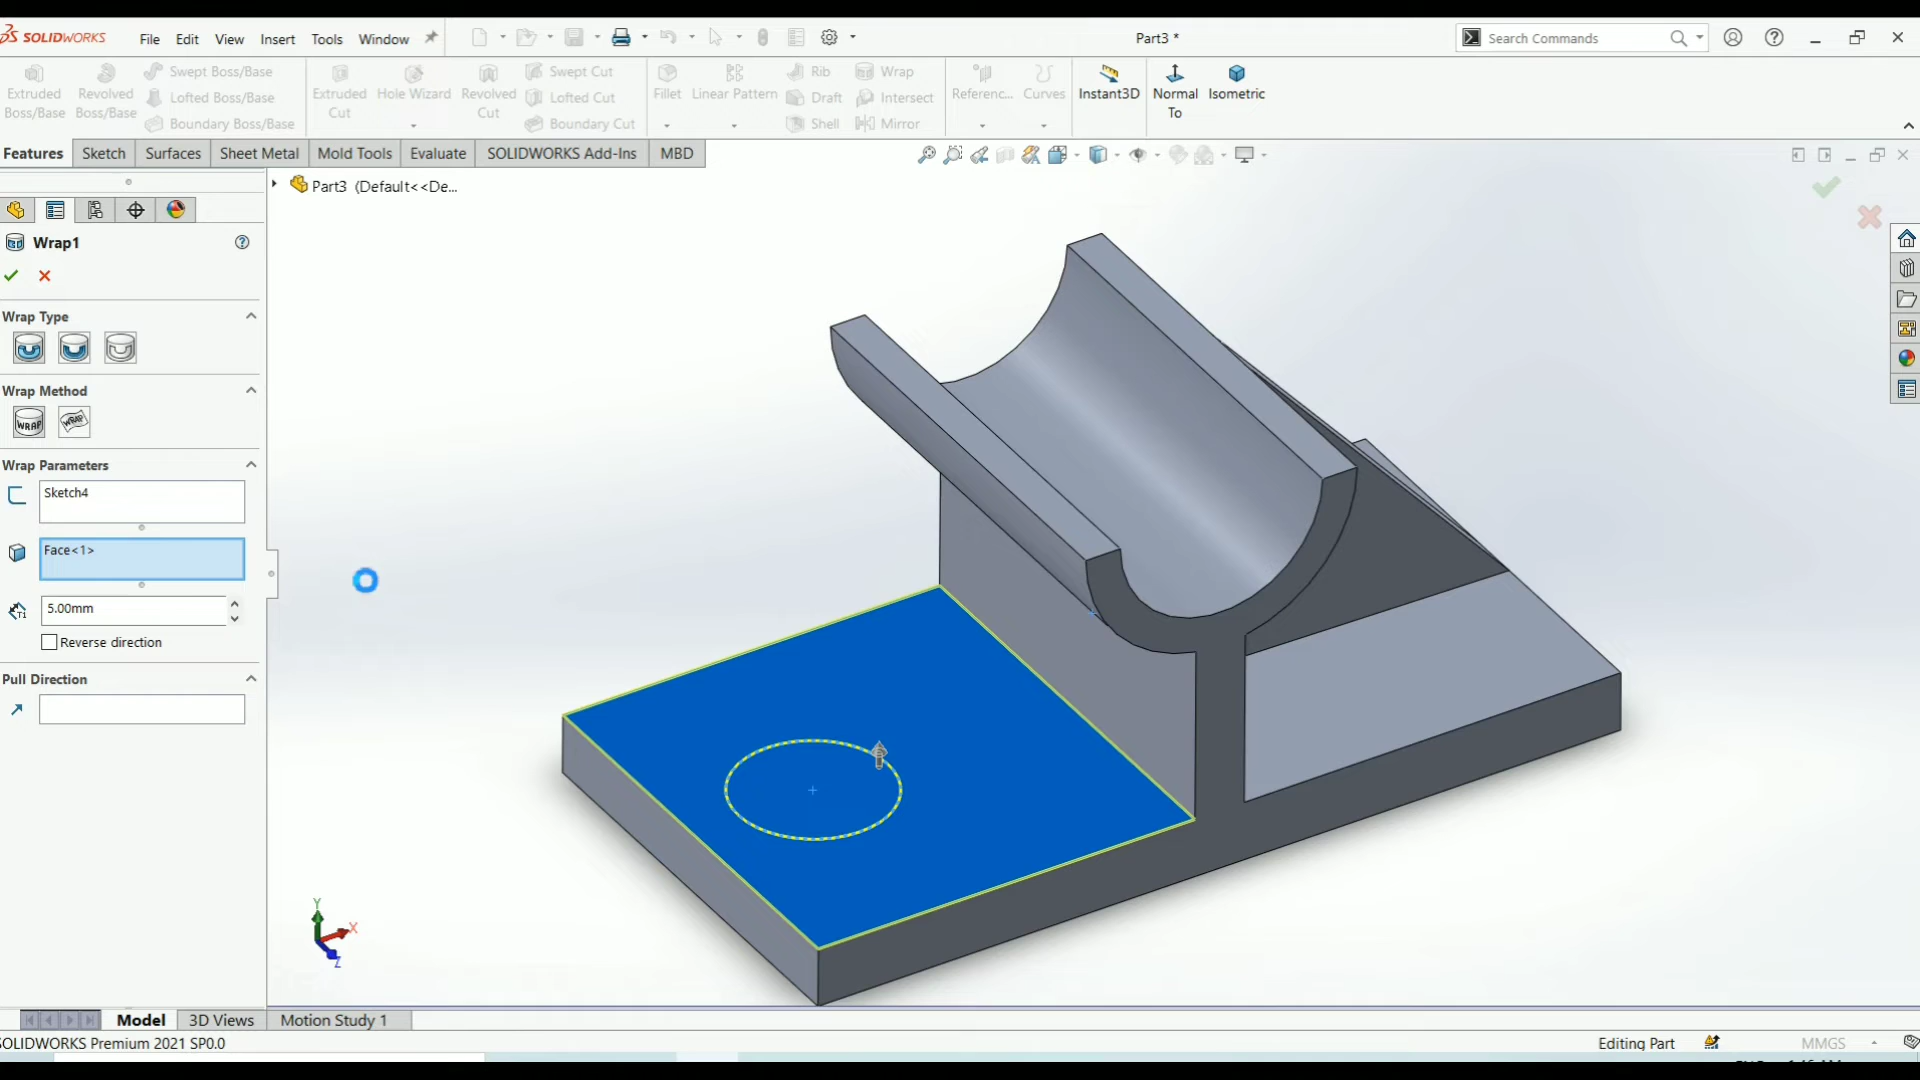 SOLIDWORKS
File Edit View Insert Tools Window
Part3 *
Search Commands
Extruded Boss/Base
Revolved Boss/Base
Swept Boss/Base
Lofted Boss/Base
Boundary Boss/Base
Extruded Cut
Hole Wizard
Revolved Cut
Swept Cut
Lofted Cut
Boundary Cut
Fillet
Linear Pattern
Rib
Draft
Shell
Wrap
Intersect
Mirror
Referenc...
Curves
Instant3D
Normal To
Isometric
Features Sketch Surfaces Sheet Metal Mold Tools Evaluate SOLIDWORKS Add-Ins MBD
Part3 (Default<<De...
Wrap1
Wrap Type
Wrap Method
WRAP WRAP
Wrap Parameters
Sketch4
Face<1>
5.00mm
Reverse direction
Pull Direction
Y
X
Z
Model 3D Views Motion Study 1
SOLIDWORKS Premium 2021 SP0.0
Editing Part
MMGS